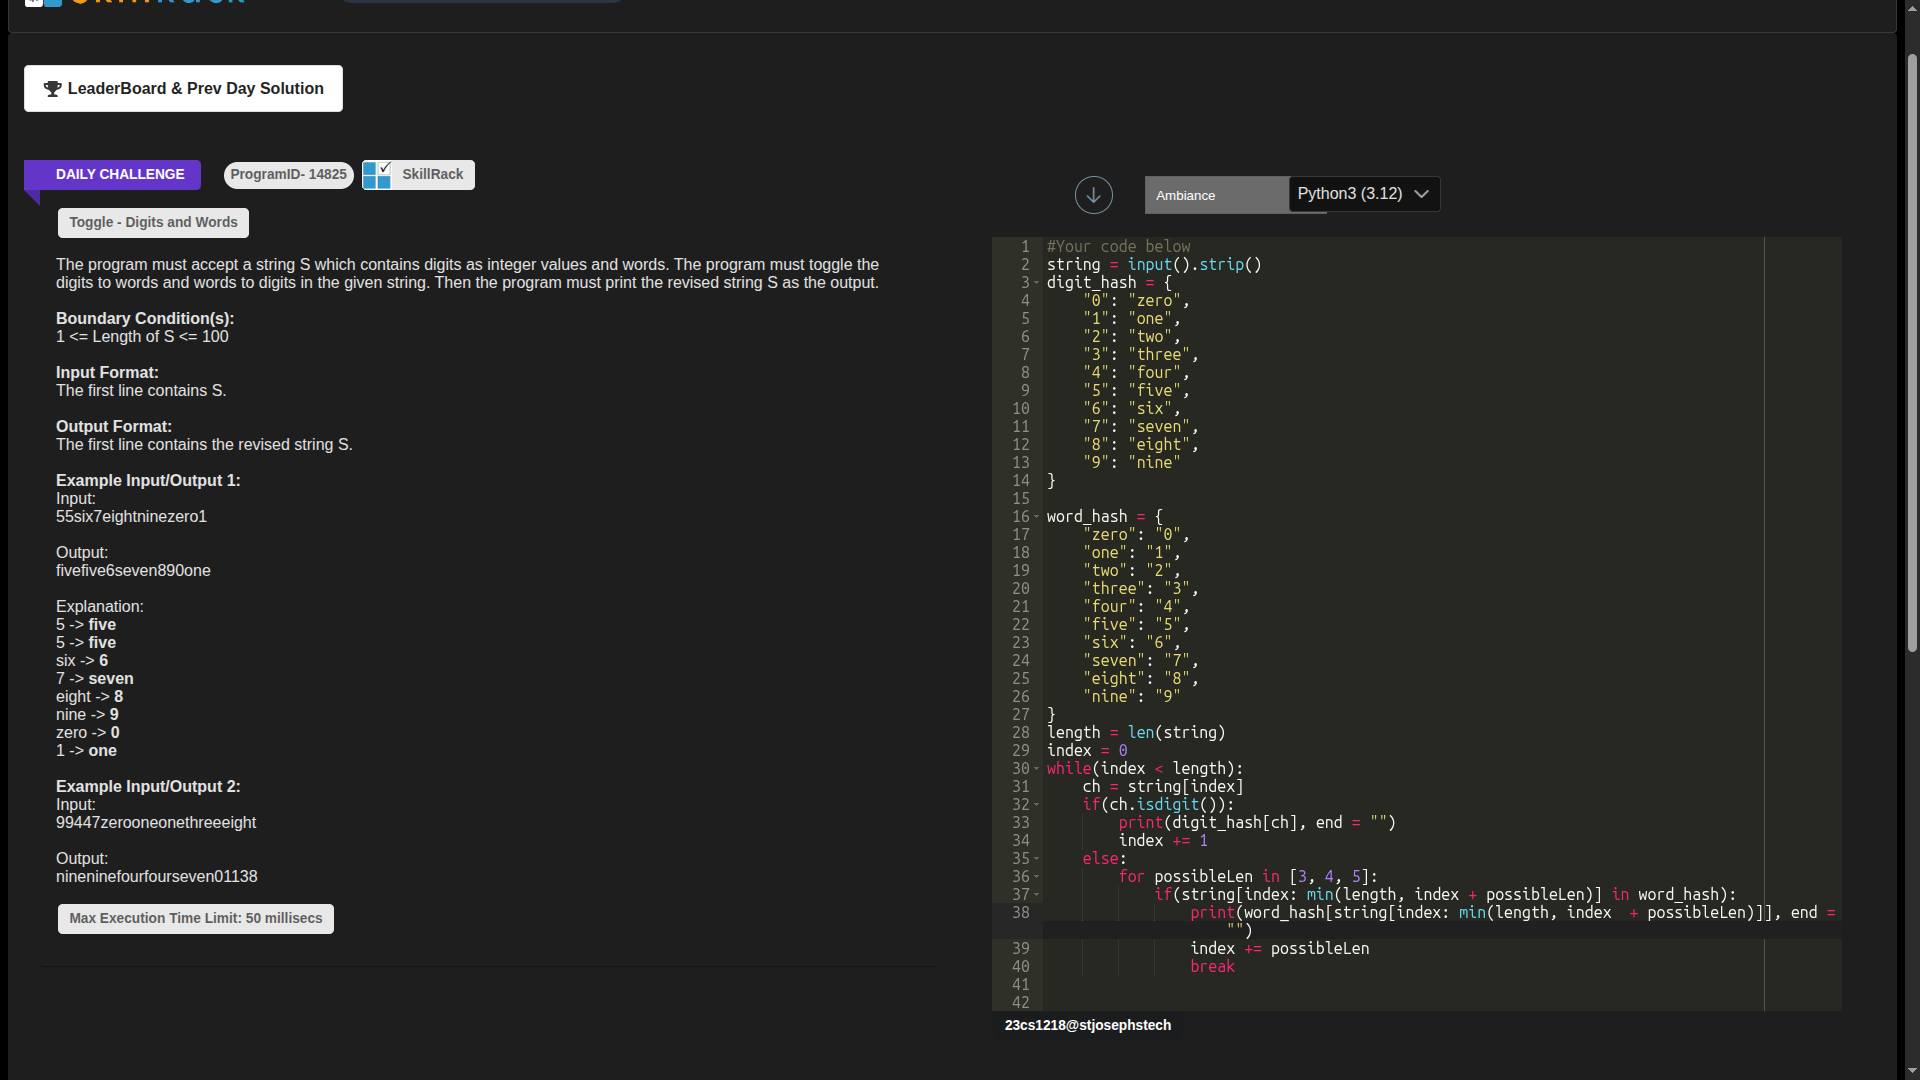 LeaderBoard & Prev Day Solution
DAILY CHALLENGE
ProgramID- 14825
SkillRack
Toggle - Digits and Words
The program must accept a string S which contains digits as integer values and words. The program must toggle the
digits to words and words to digits in the given string. Then the program must print the revised string S as the output.
Boundary Condition(s):
1 <= Length of S <= 100
Input Format:
The first line contains S.
Output Format:
The first line contains the revised string S.
Example Input/Output 1:
Input:
55six7eightninezero1
Output:
fivefive6seven890one
Explanation:
5 -> five
5 -> five
six -> 6
7 -> seven
eight -> 8
nine -> 9
zero -> 0
1 -> one
Example Input/Output 2:
Input:
99447zerooneonethreeeight
Output:
nineninefourfourseven01138
Max Execution Time Limit: 50 millisecs
Ambiance
Python3 (3.12)
1 #Your code below
2 string = input().strip()
3 digit_hash = {
4     "0": "zero",
5     "1": "one",
6     "2": "two",
7     "3": "three",
8     "4": "four",
9     "5": "five",
10     "6": "six",
11     "7": "seven",
12     "8": "eight",
13     "9": "nine"
14 }
15
16 word_hash = {
17     "zero": "0",
18     "one": "1",
19     "two": "2",
20     "three": "3",
21     "four": "4",
22     "five": "5",
23     "six": "6",
24     "seven": "7",
25     "eight": "8",
26     "nine": "9"
27 }
28 length = len(string)
29 index = 0
30 while(index < length):
31     ch = string[index]
32     if(ch.isdigit()):
33         print(digit_hash[ch], end = "")
34         index += 1
35     else:
36         for possibleLen in [3, 4, 5]:
37             if(string[index: min(length, index + possibleLen)] in word_hash):
38                 print(word_hash[string[index: min(length, index  + possibleLen)]], end =
"")
39                 index += possibleLen
40                 break
41
42
23cs1218@stjosephstech